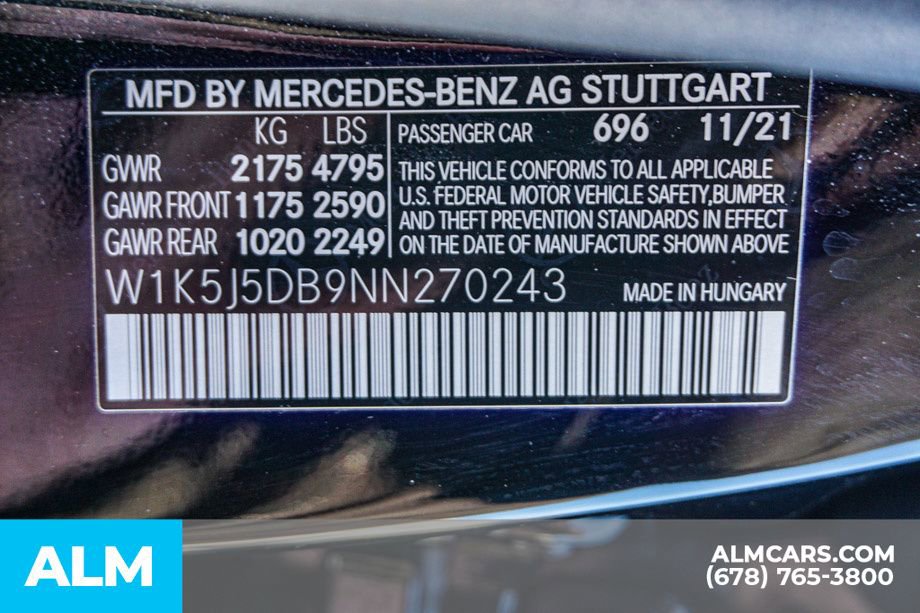 MFD BY MERCEDES-BENZ AG STUTTGART
KG LBS
GVWR 2175 4795
GAWR FRONT 1175 2590
GAWR REAR 1020 2249
PASSENGER CAR 696 11/21
THIS VEHICLE CONFORMS TO ALL APPLICABLE
U.S. FEDERAL MOTOR VEHICLE SAFETY,BUMPER
AND THEFT PREVENTION STANDARDS IN EFFECT
ON THE DATE OF MANUFACTURE SHOWN ABOVE
W1K5J5DB9NN270243 MADE IN HUNGARY
ALM
ALMCARS.COM
(678) 765-3800